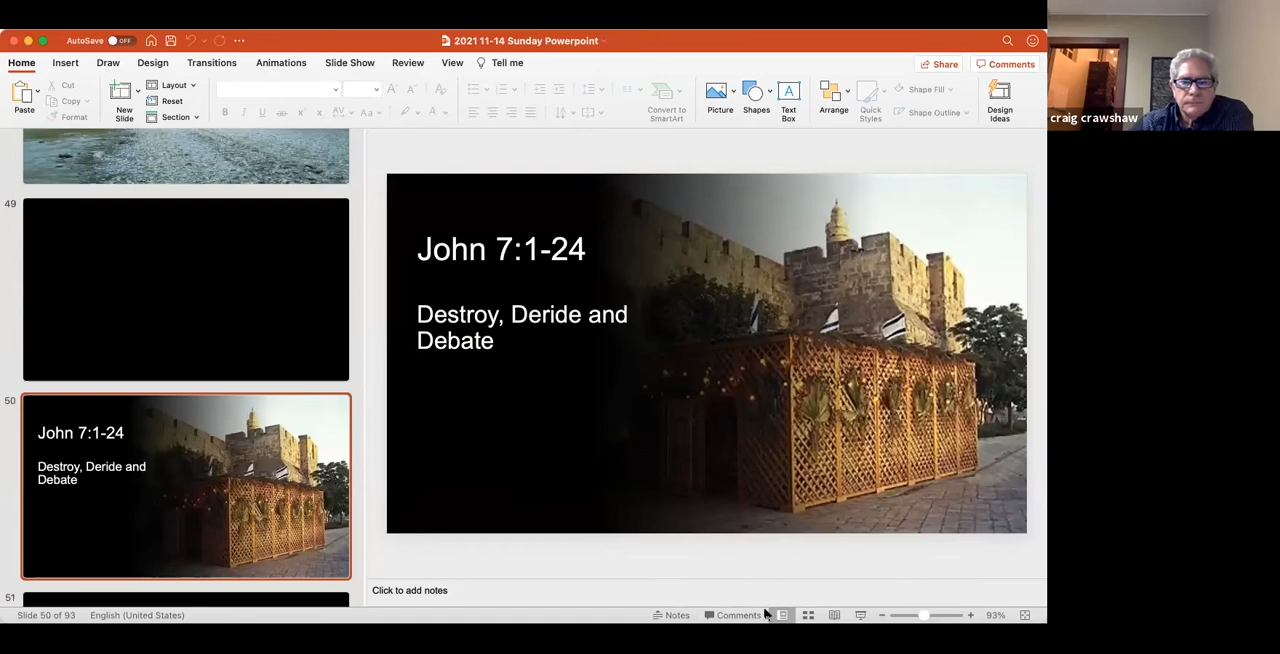 AutoSave OFF
2021 11-14 Sunday Powerpoint
Home Insert Draw Design Transitions Animations Slide Show Review View Tell me
Share Comments
Paste
Cut
Copy
Format
New Slide
Layout
Reset
Section
Convert to SmartArt
Picture
Shapes
Text Box
Arrange
Quick Styles
Shape Fill
Shape Outline
Design Ideas
craig crawshaw
49
50
John 7:1-24
Destroy, Deride and
Debate
51
John 7:1-24
Destroy, Deride and
Debate
Click to add notes
Slide 50 of 93 English (United States) Notes Comments 93%